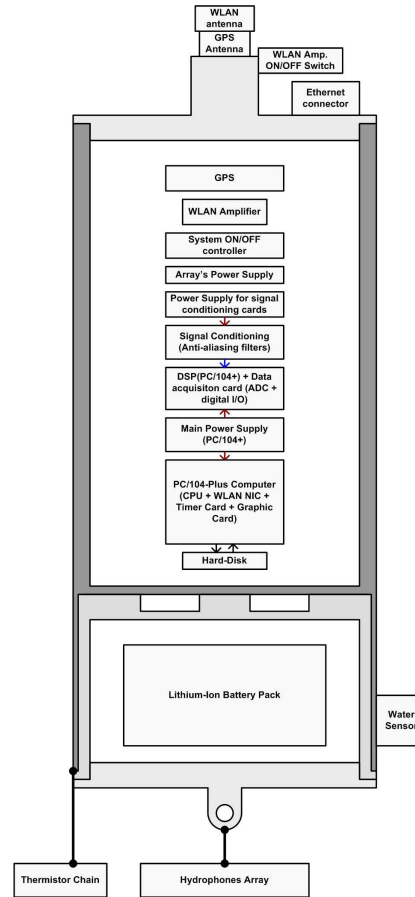 WLAN
antenna
GPS
Antenna
WLAN Amp.
ON/OFF Switch
Ethernet
connector
GPS
WLAN Amplifier
System ON/OFF
controller
Array's Power Supply
Power Supply for signal
conditioning cards
Signal Conditioning
(Anti-aliasing filters)
DSP(PC/104+) + Data
acquisiton card (ADC +
digital I/O)
Main Power Supply
(PC/104+)
PC/104-Plus Computer
(CPU + WLAN NIC +
Timer Card + Graphic
Card)
Hard-Disk
Lithium-Ion Battery Pack
Water
Sensor
Thermistor Chain
Hydrophones Array